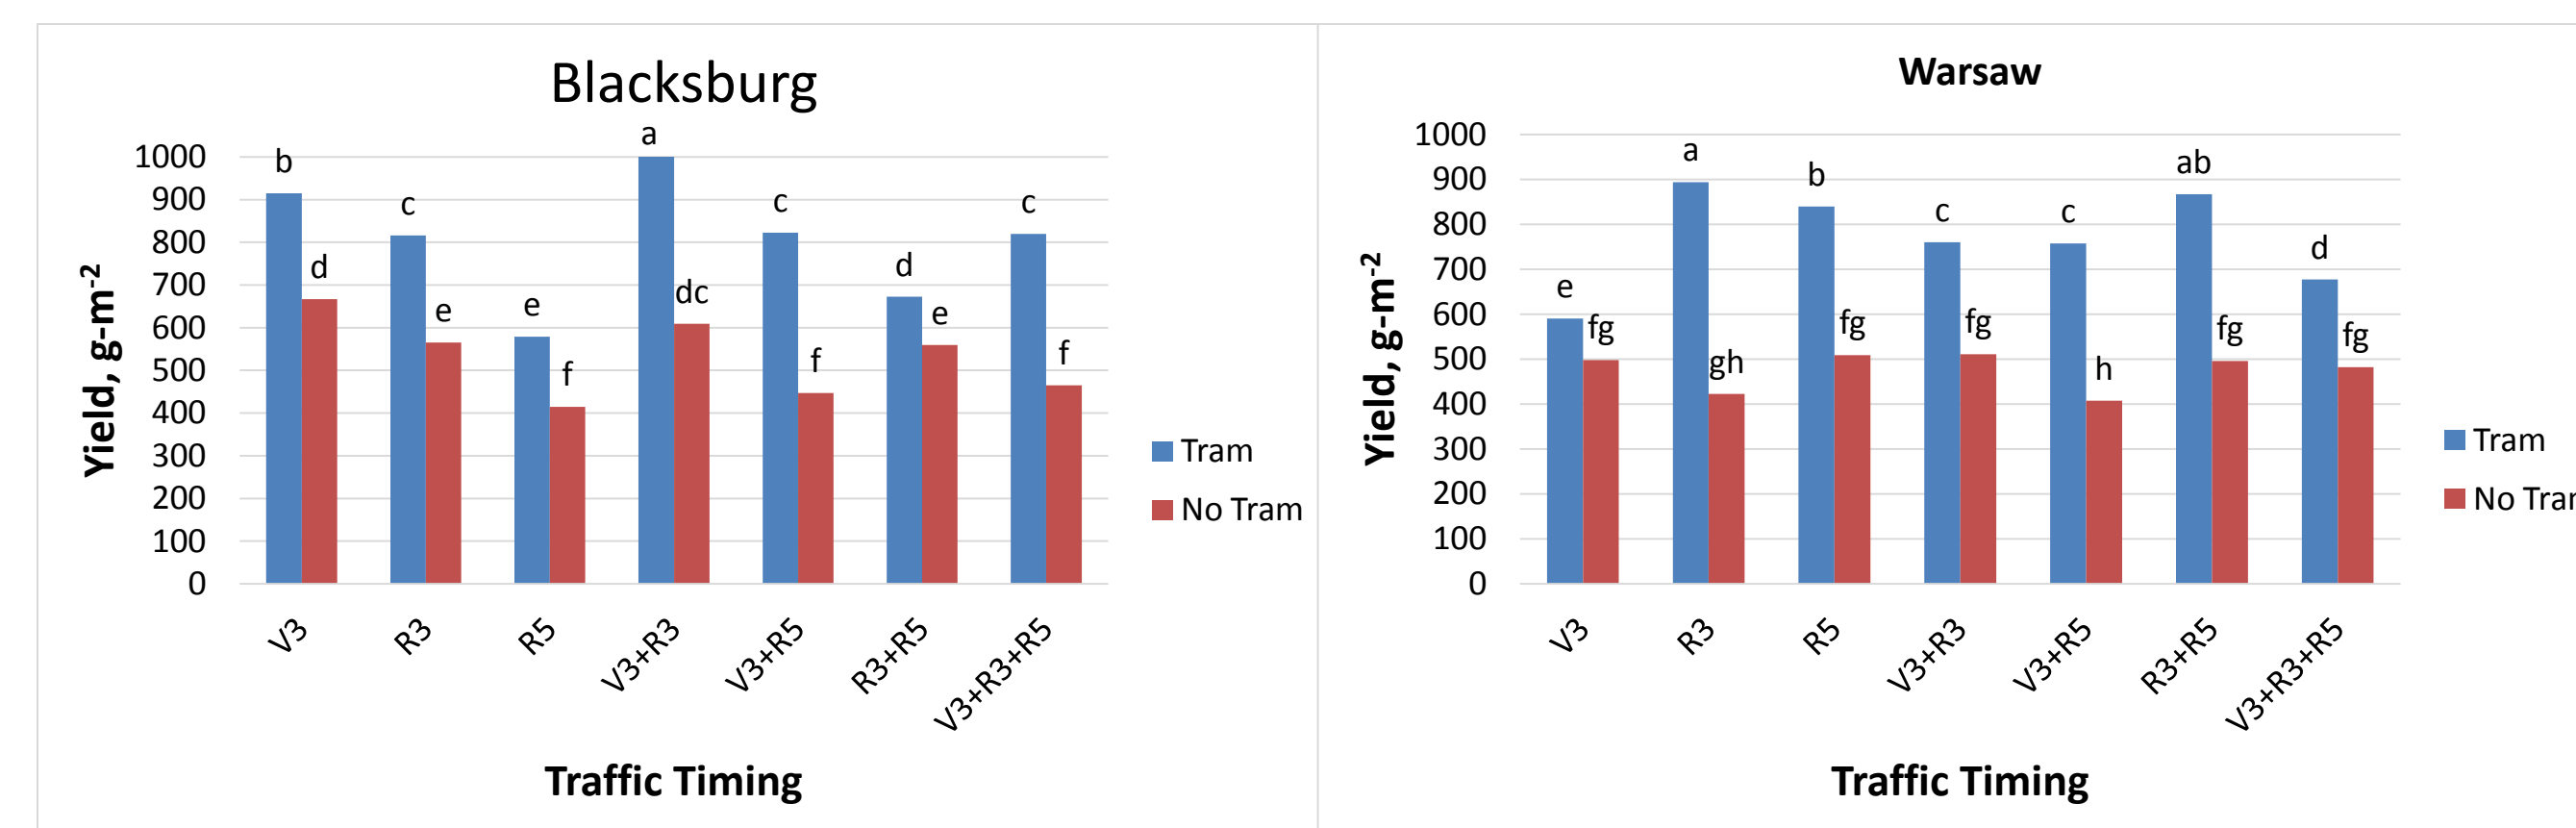 Blacksburg
Yield, g-m-2
1000
900
800
700
600
500
400
300
200
100
0
b
d
c
e
e
f
a
dc
c
f
d
e
c
f
V3
R3
R5
V3+R3
V3+R5
R3+R5
V3+R3+R5
Traffic Timing
Tram
No Tram
Warsaw
Yield, g-m-2
1000
900
800
700
600
500
400
300
200
100
0
e
fg
a
gh
b
fg
c
fg
c
h
ab
fg
d
fg
V3
R3
R5
V3+R3
V3+R5
R3+R5
V3+R3+R5
Traffic Timing
Tram
No